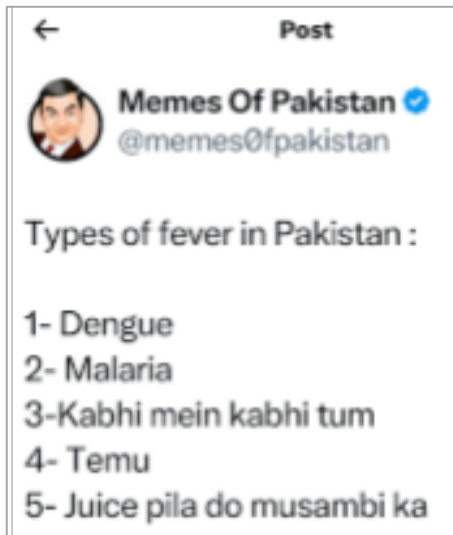 Post
Memes Of Pakistan
@memes0fpakistan
Types of fever in Pakistan :
1- Dengue
2- Malaria
3-Kabhi mein kabhi tum
4- Temu
5- Juice pila do musambi ka